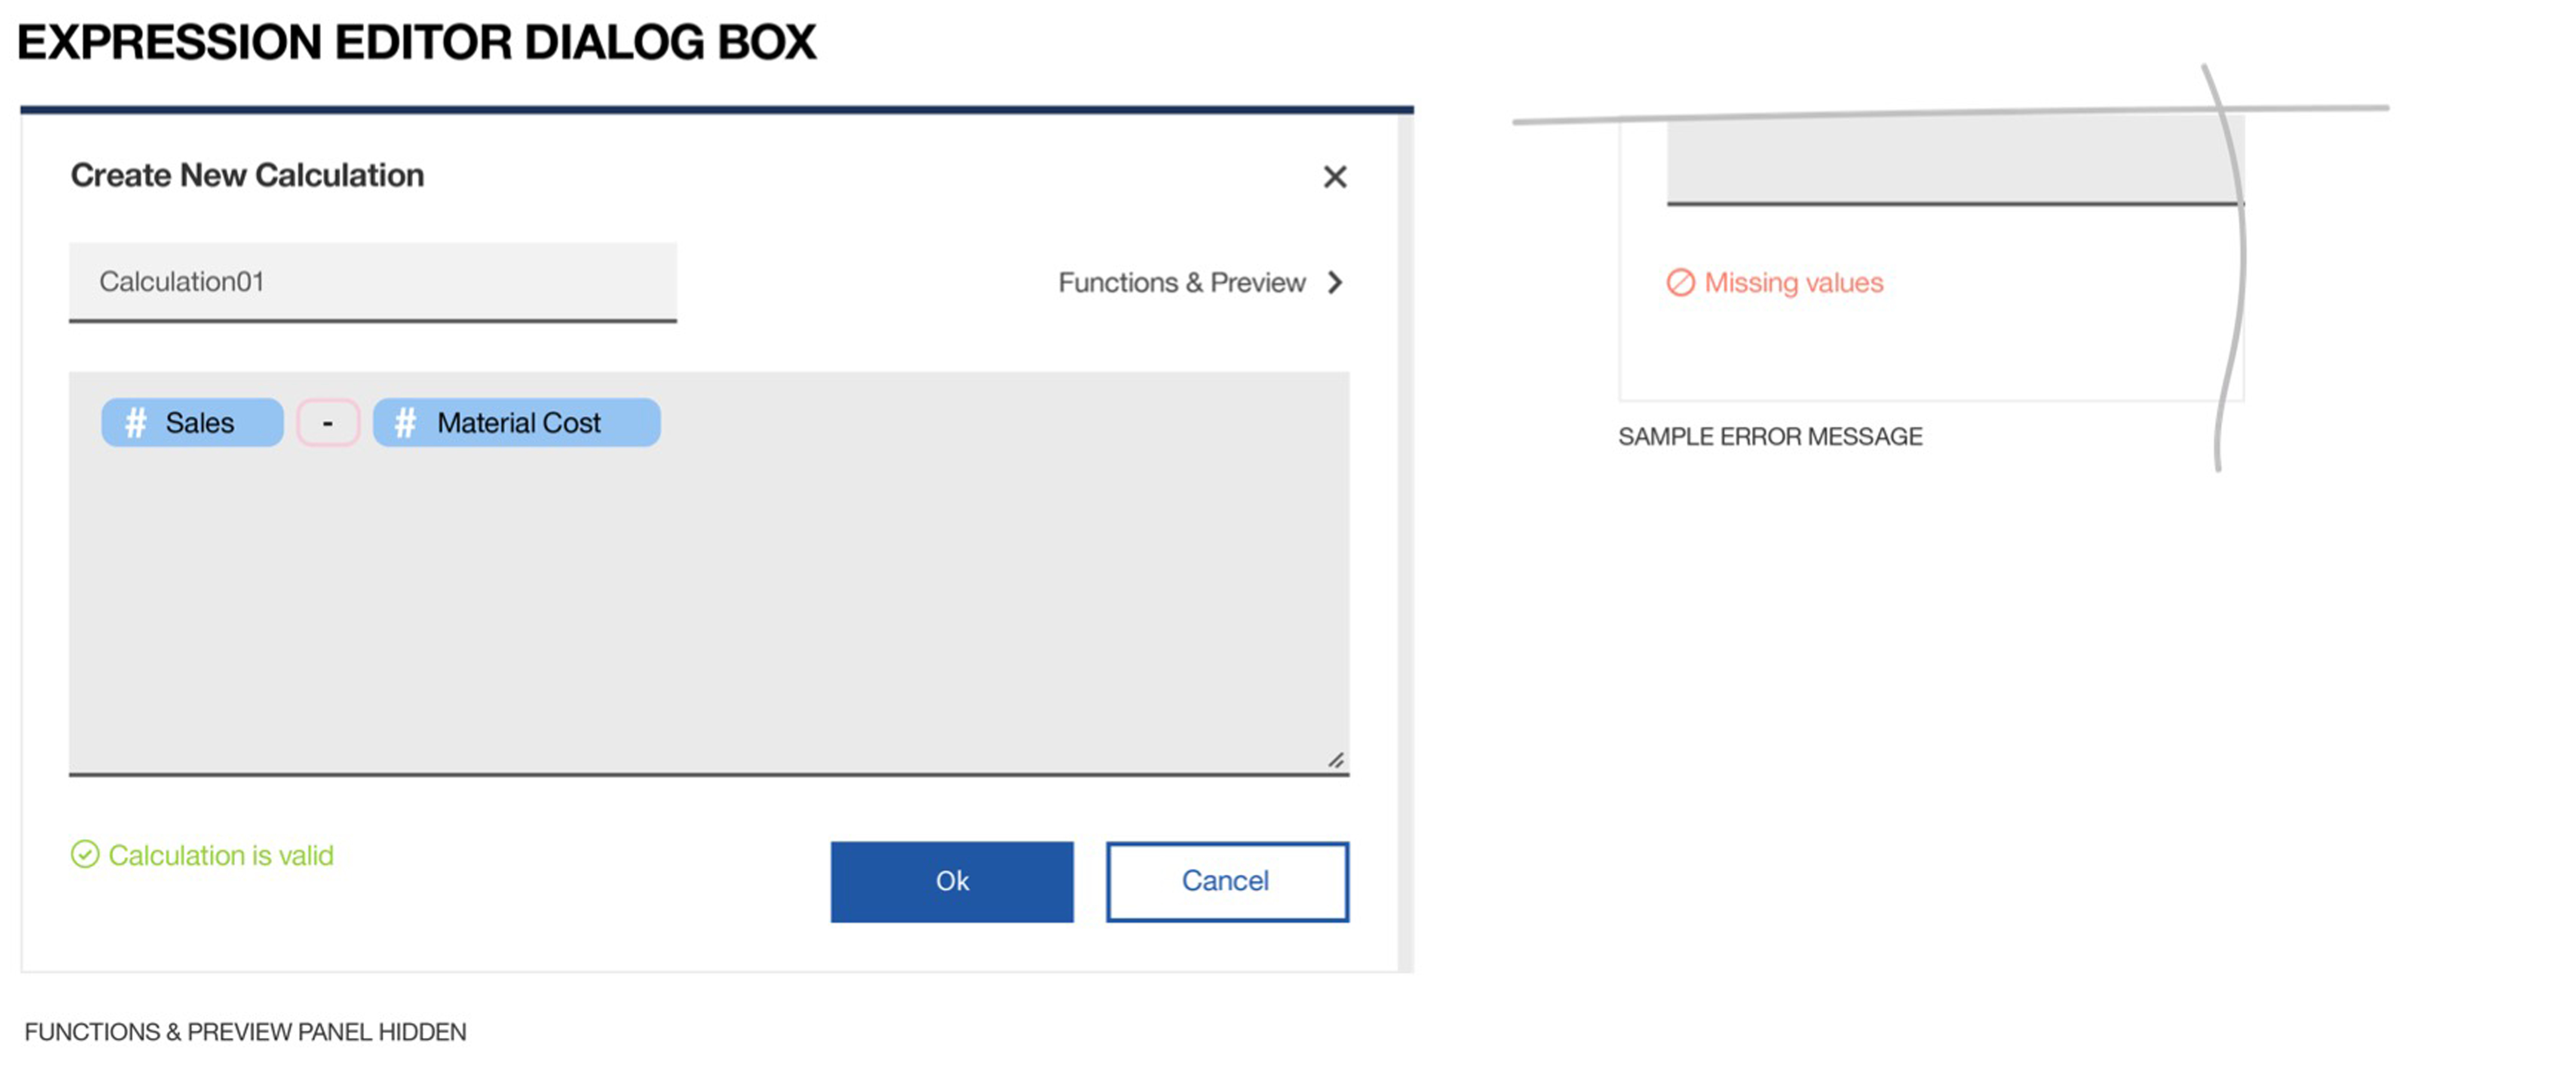 EXPRESSION EDITOR DIALOG BOX
Create New Calculation
Calculation01
Functions & Preview
# Sales - # Material Cost
Calculation is valid
Ok
Cancel
FUNCTIONS & PREVIEW PANEL HIDDEN
Missing values
SAMPLE ERROR MESSAGE